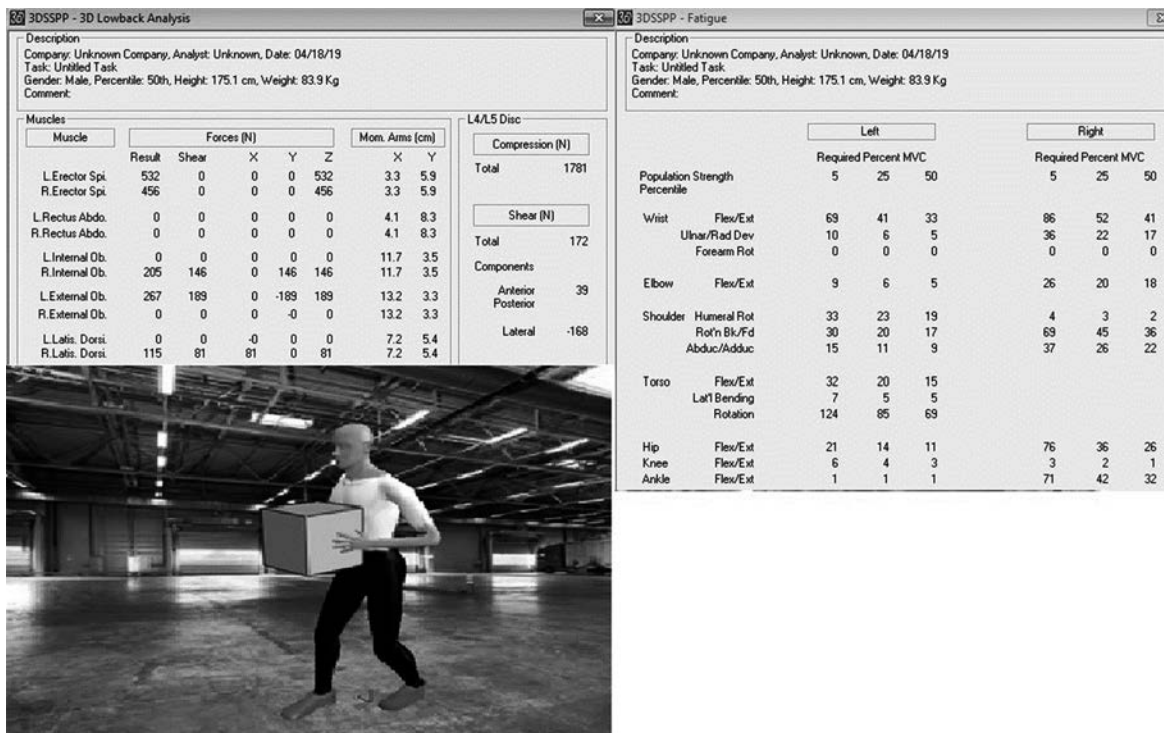 3DSSPP - 3D Lowback Analysis
Description
Company: Unknown Company, Analyst: Unknown, Date: 04/18/19
Task: Untitled Task
Gender: Male, Percentile: 50th, Height: 175.1 cm, Weight: 83.9 Kg
Comment:
Muscles
Muscle Forces (N) Mom. Arms (cm)
Result Shear X Y Z X Y
L.Erector Spi. 532 0 0 0 532 3.3 5.9
R.Erector Spi. 456 0 0 0 456 3.3 5.9
L.Rectus Abdo. 0 0 0 0 0 4.1 8.3
R.Rectus Abdo. 0 0 0 0 0 4.1 8.3
L.Internal Ob. 0 0 0 0 0 11.7 3.5
R.Internal Ob. 205 146 0 146 146 11.7 3.5
L.External Ob. 267 189 0 -189 189 13.2 3.3
R.External Ob. 0 0 0 -0 0 13.2 3.3
L.Latis. Dorsi. 0 0 -0 0 0 7.2 5.4
R.Latis. Dorsi. 115 81 81 0 81 7.2 5.4
L4/L5 Disc
Compression (N)
Total 1781
Shear (N)
Total 172
Components
Anterior 39
Posterior
Lateral -168
3DSSPP - Fatigue
Description
Company: Unknown Company, Analyst: Unknown, Date: 04/18/19
Task: Untitled Task
Gender: Male, Percentile: 50th, Height: 175.1 cm, Weight: 83.9 Kg
Comment:
Left Right
Required Percent MVC Required Percent MVC
Population Strength 5 25 50 5 25 50
Percentile
Wrist Flex/Ext 69 41 33 86 52 41
Ulnar/Rad Dev 10 6 5 36 22 17
Forearm Rot 0 0 0 0 0 0
Elbow Flex/Ext 9 6 5 26 20 18
Shoulder Humeral Rot 33 23 19 4 3 2
Rot'n Bk/Fd 30 20 17 69 45 36
Abduc/Adduc 15 11 9 37 26 22
Torso Flex/Ext 32 20 15
Lat'l Bending 7 5 5
Rotation 124 85 69
Hip Flex/Ext 21 14 11 76 36 26
Knee Flex/Ext 6 4 3 3 2 1
Ankle Flex/Ext 1 1 1 71 42 32